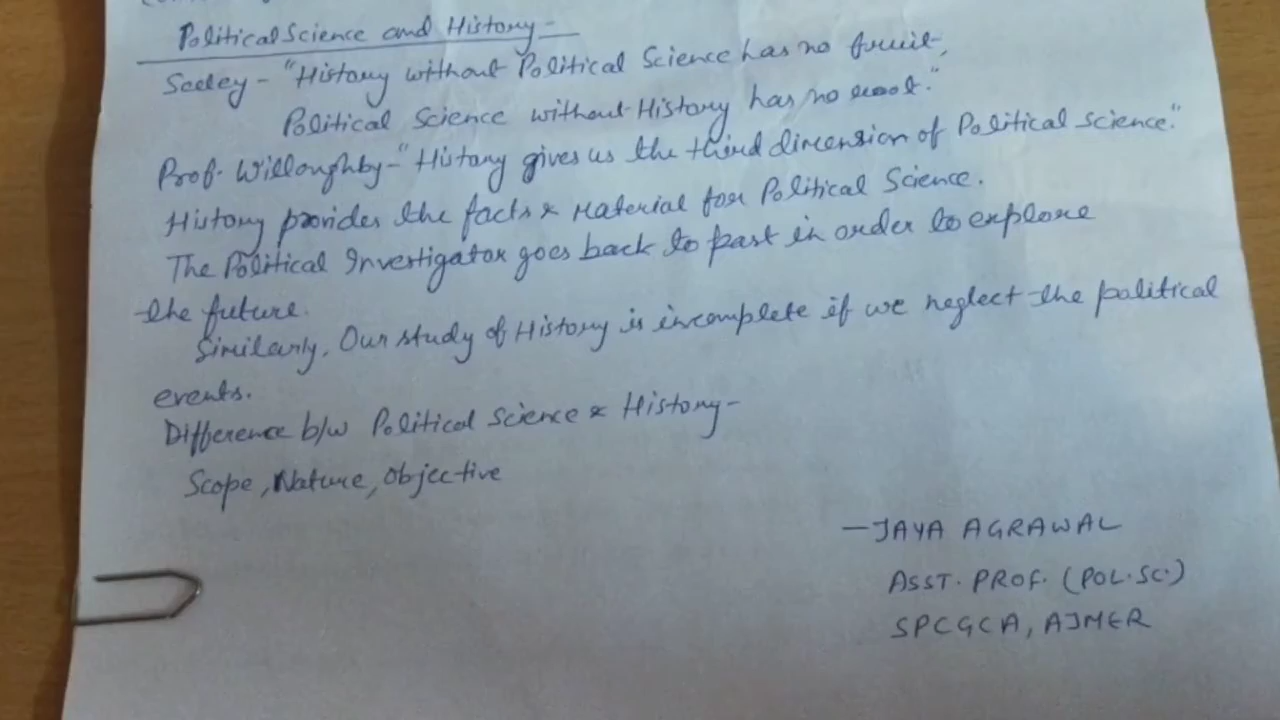 Political Science and History -
Seeley - "History without Political Science has no fruit,
Political Science without History has no root."
Prof. Willoughby - "History gives us the third dimension of Political science."
History provides the facts & Material for Political Science.
The Political Investigator goes back to past in order to explore
the future.
Similarly, Our study of History is incomplete if we neglect the political
events.
Difference b/w Political Science & History -
Scope, Nature, Objective
- JAYA AGRAWAL
ASST. PROF. (POL.SC.)
SPCGCA, AJMER